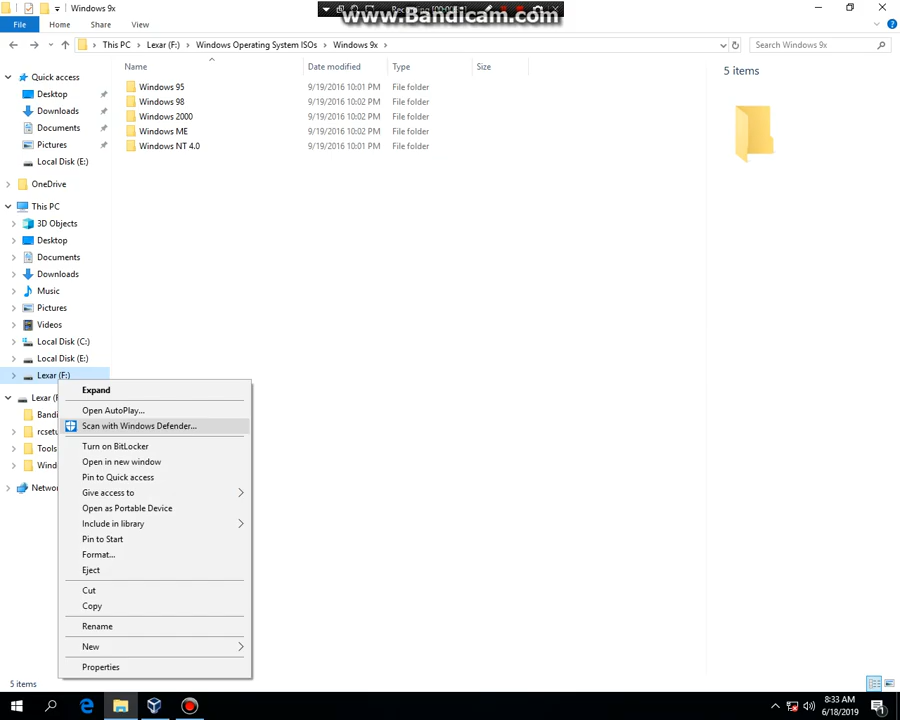 Windows 9x
www.Bandicam.com
File Home Share View
This PC Lexar (F:) Windows Operating System ISOs Windows 9x
Search Windows 9x
Name Date modified Type Size
5 items
Quick access
Desktop
Downloads
Documents
Pictures
Local Disk (E:)
OneDrive
This PC
3D Objects
Desktop
Documents
Downloads
Music
Pictures
Videos
Local Disk (C:)
Local Disk (E:)
Lexar (F:)
Lexar (F
Bandi
rcsetu
Tools
Wind
Networ
Windows 95 9/19/2016 10:01 PM File folder
Windows 98 9/19/2016 10:02 PM File folder
Windows 2000 9/19/2016 10:02 PM File folder
Windows ME 9/19/2016 10:02 PM File folder
Windows NT 4.0 9/19/2016 10:01 PM File folder
Expand
Open AutoPlay...
Scan with Windows Defender...
Turn on BitLocker
Open in new window
Pin to Quick access
Give access to
Open as Portable Device
Include in library
Pin to Start
Format...
Eject
Cut
Copy
Rename
New
Properties
5 items
8:33 AM
6/18/2019
1